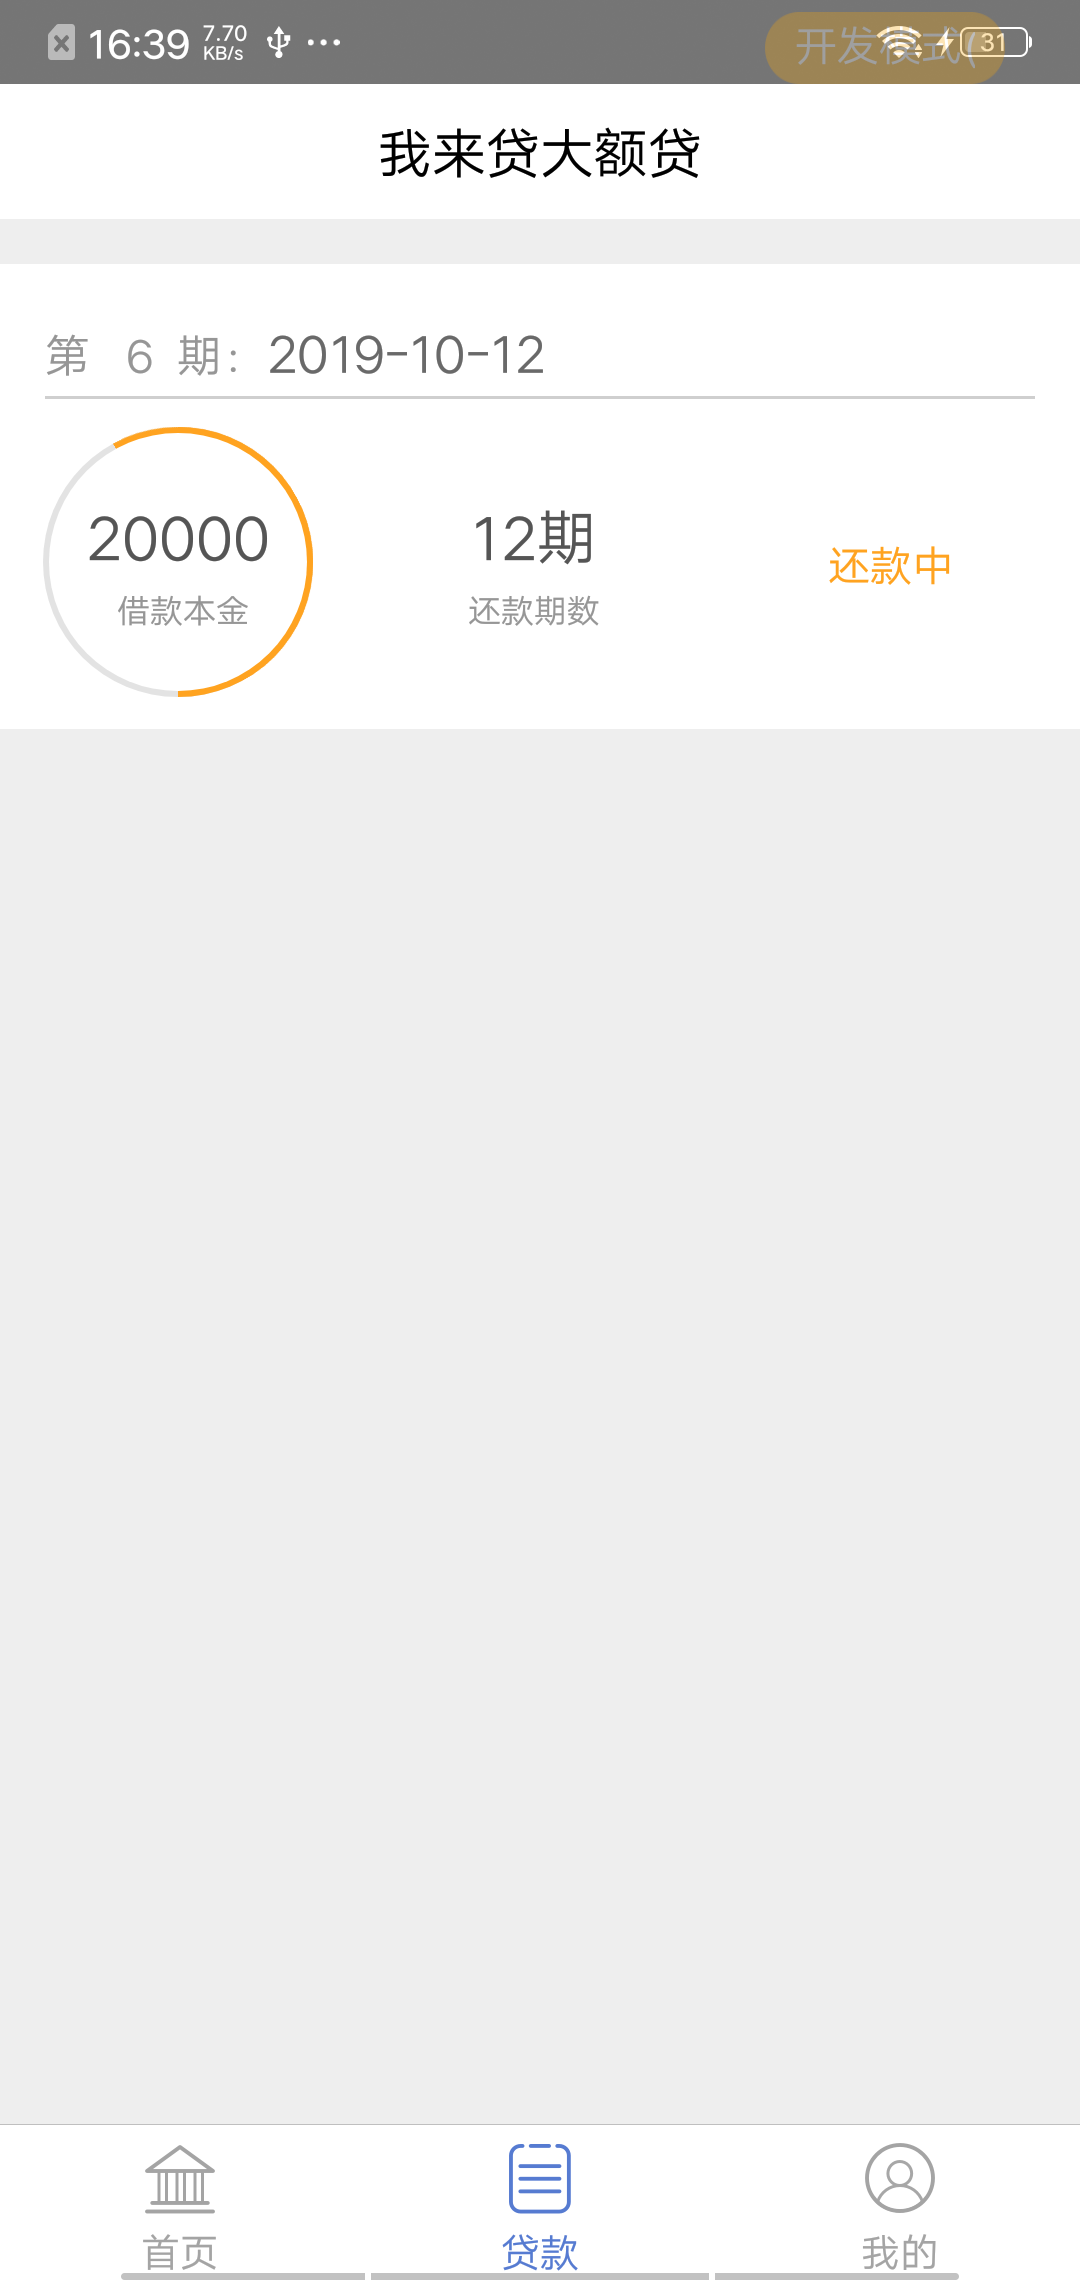 16:39 7.70 KB/s 开发模式( 31
我来贷大额贷
第 6 期: 2019-10-12
20000 12期
还款中
借款本金 还款期数
首页 贷款 我的